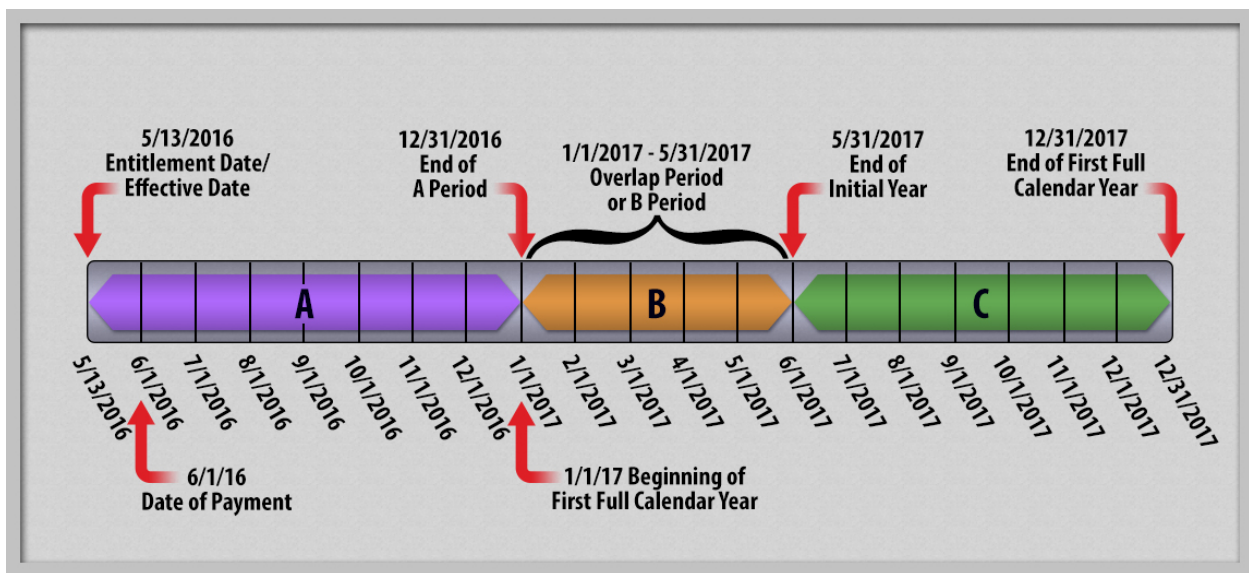 5/13/2016
Entitlement Date/
Effective Date
12/31/2016
End of
A Period
1/1/2017 - 5/31/2017
Overlap Period
or B Period
5/31/2017
End of
Initial Year
12/31/2017
End of First Full
Calendar Year
A
B
C
5/13/2016
6/1/2016
7/1/2016
8/1/2016
9/1/2016
10/1/2016
11/1/2016
12/1/2016
1/1/2017
2/1/2017
3/1/2017
4/1/2017
5/1/2017
6/1/2017
7/1/2017
8/1/2017
9/1/2017
10/1/2017
11/1/2017
12/1/2017
12/31/2017
6/1/16
Date of Payment
1/1/17 Beginning of
First Full Calendar Year